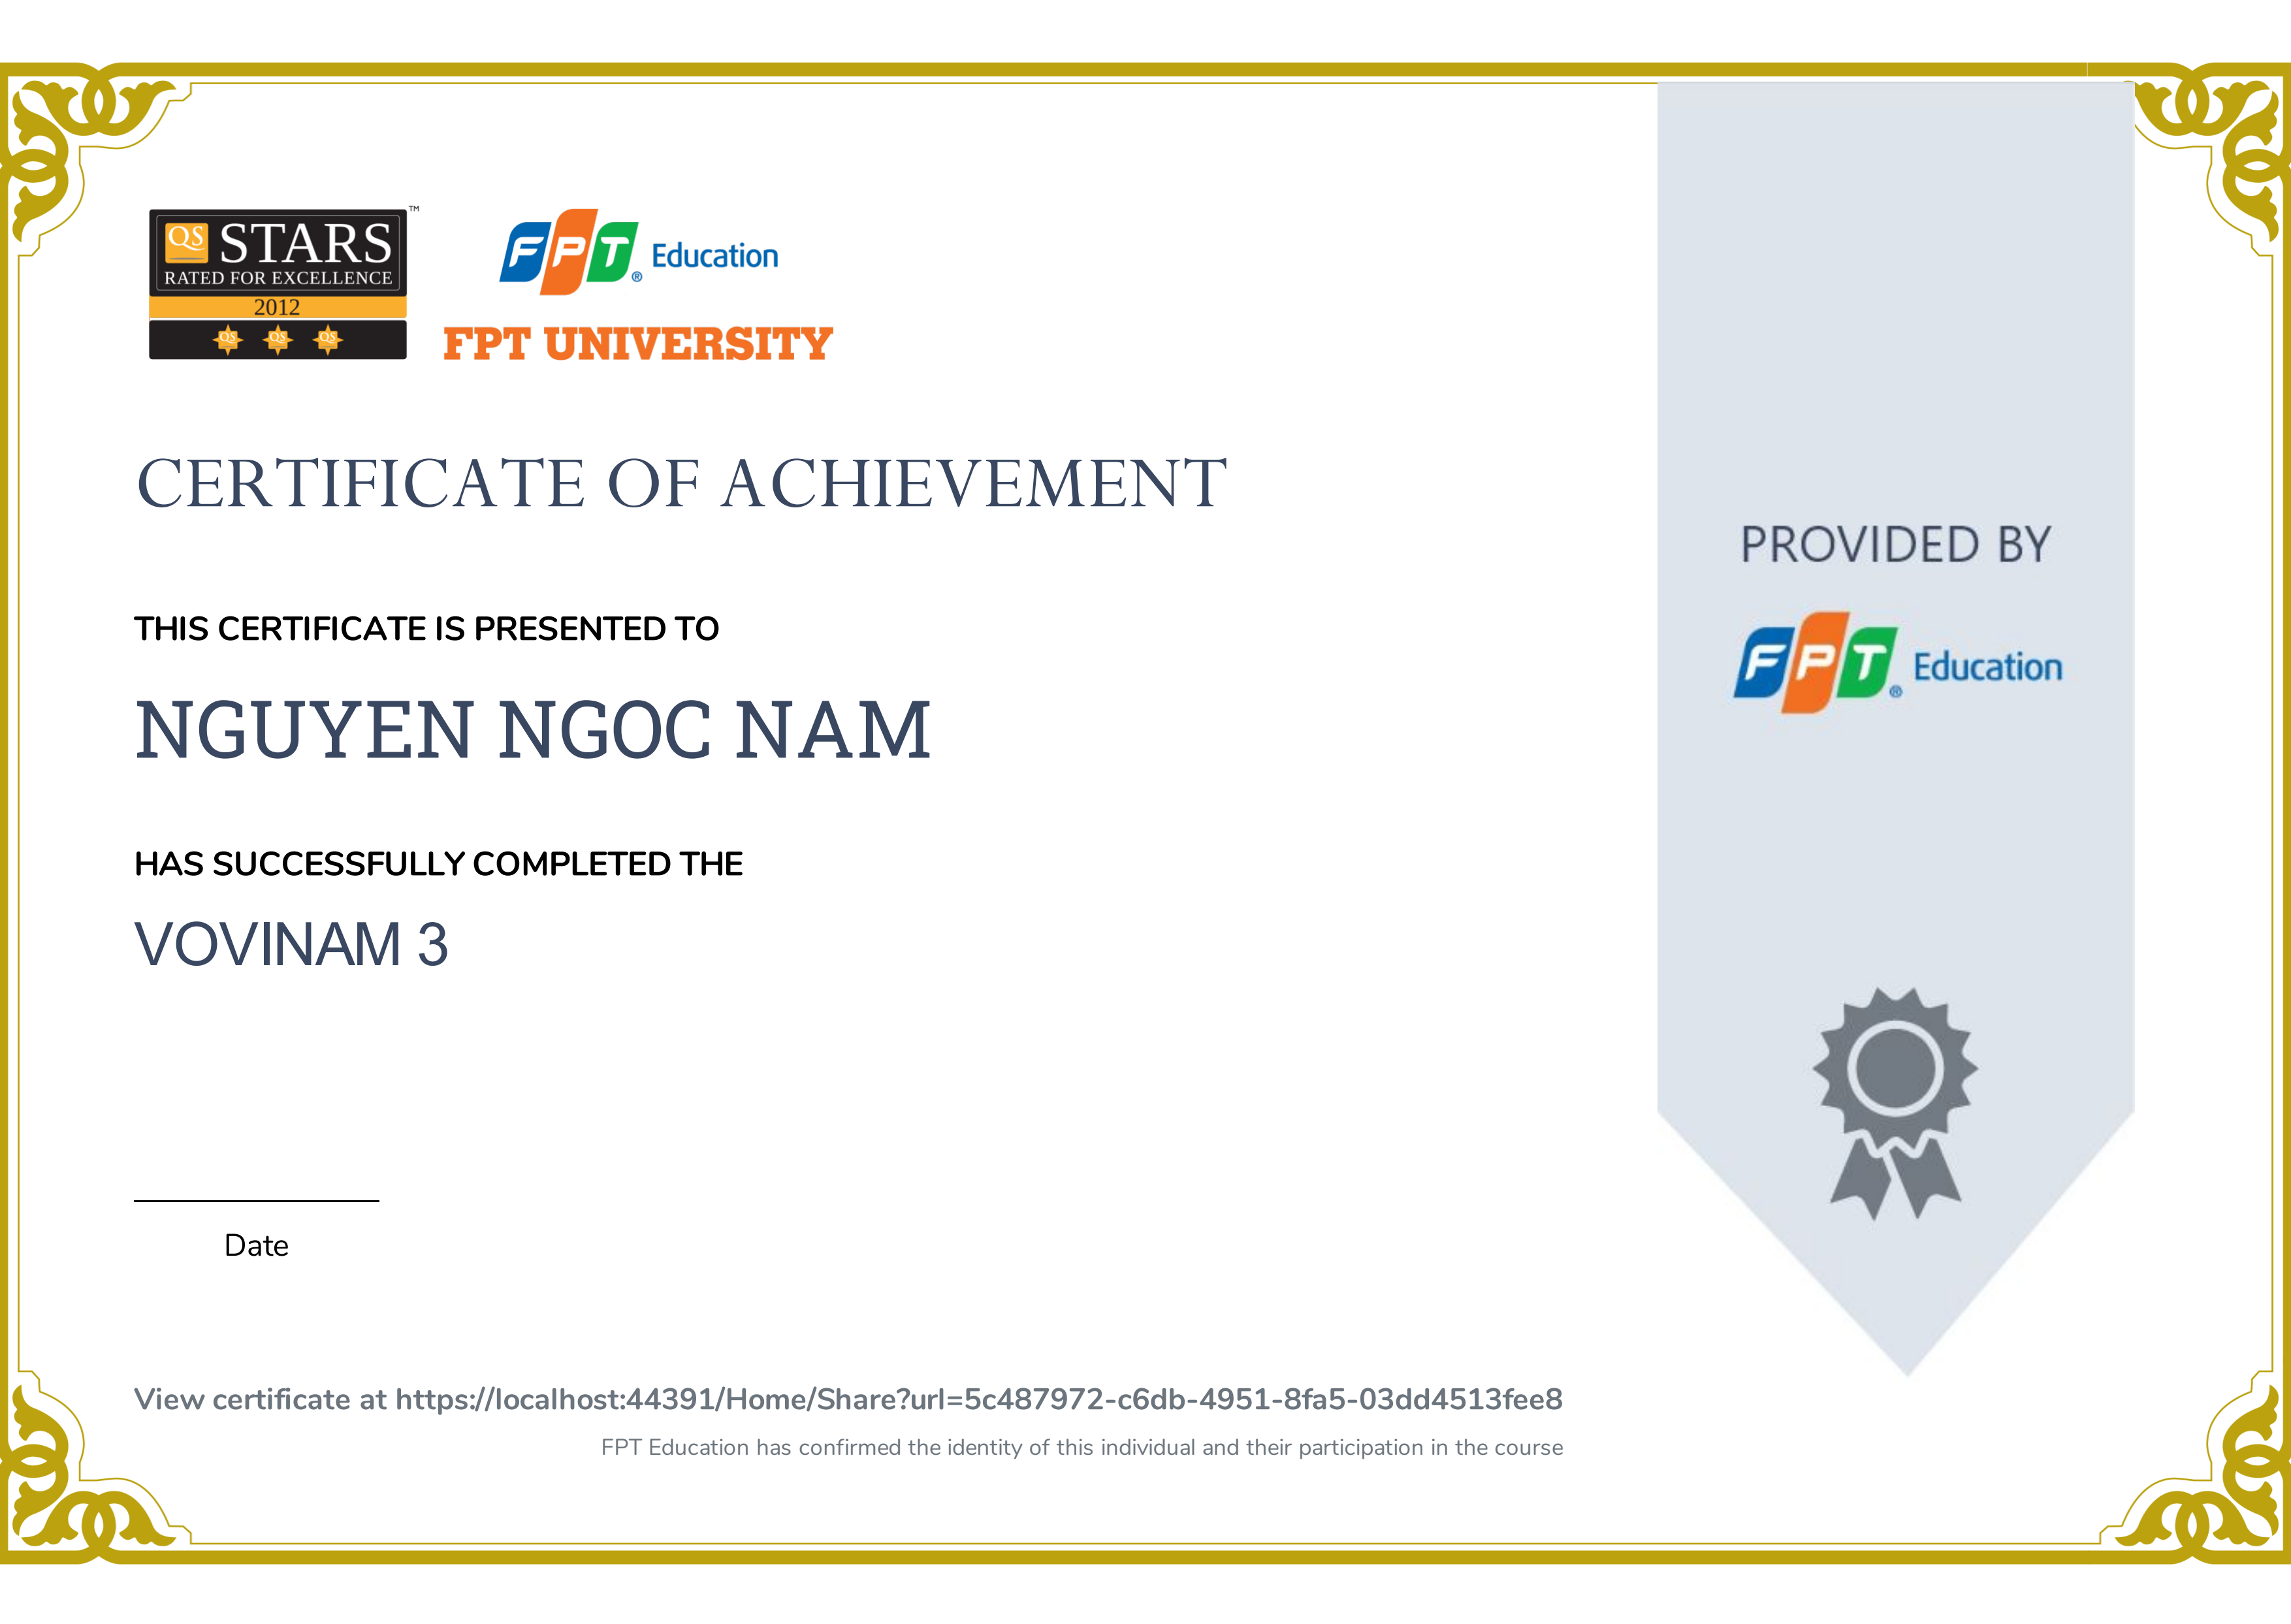 QS STARS ™
RATED FOR EXCELLENCE
2012
QS QS QS
FPT® Education
FPT UNIVERSITY
CERTIFICATE OF ACHIEVEMENT
THIS CERTIFICATE IS PRESENTED TO
NGUYEN NGOC NAM
HAS SUCCESSFULLY COMPLETED THE
VOVINAM 3
Date
View certificate at https://localhost:44391/Home/Share?url=5c487972-c6db-4951-8fa5-03dd4513fee8
FPT Education has confirmed the identity of this individual and their participation in the course
PROVIDED BY
FPT® Education